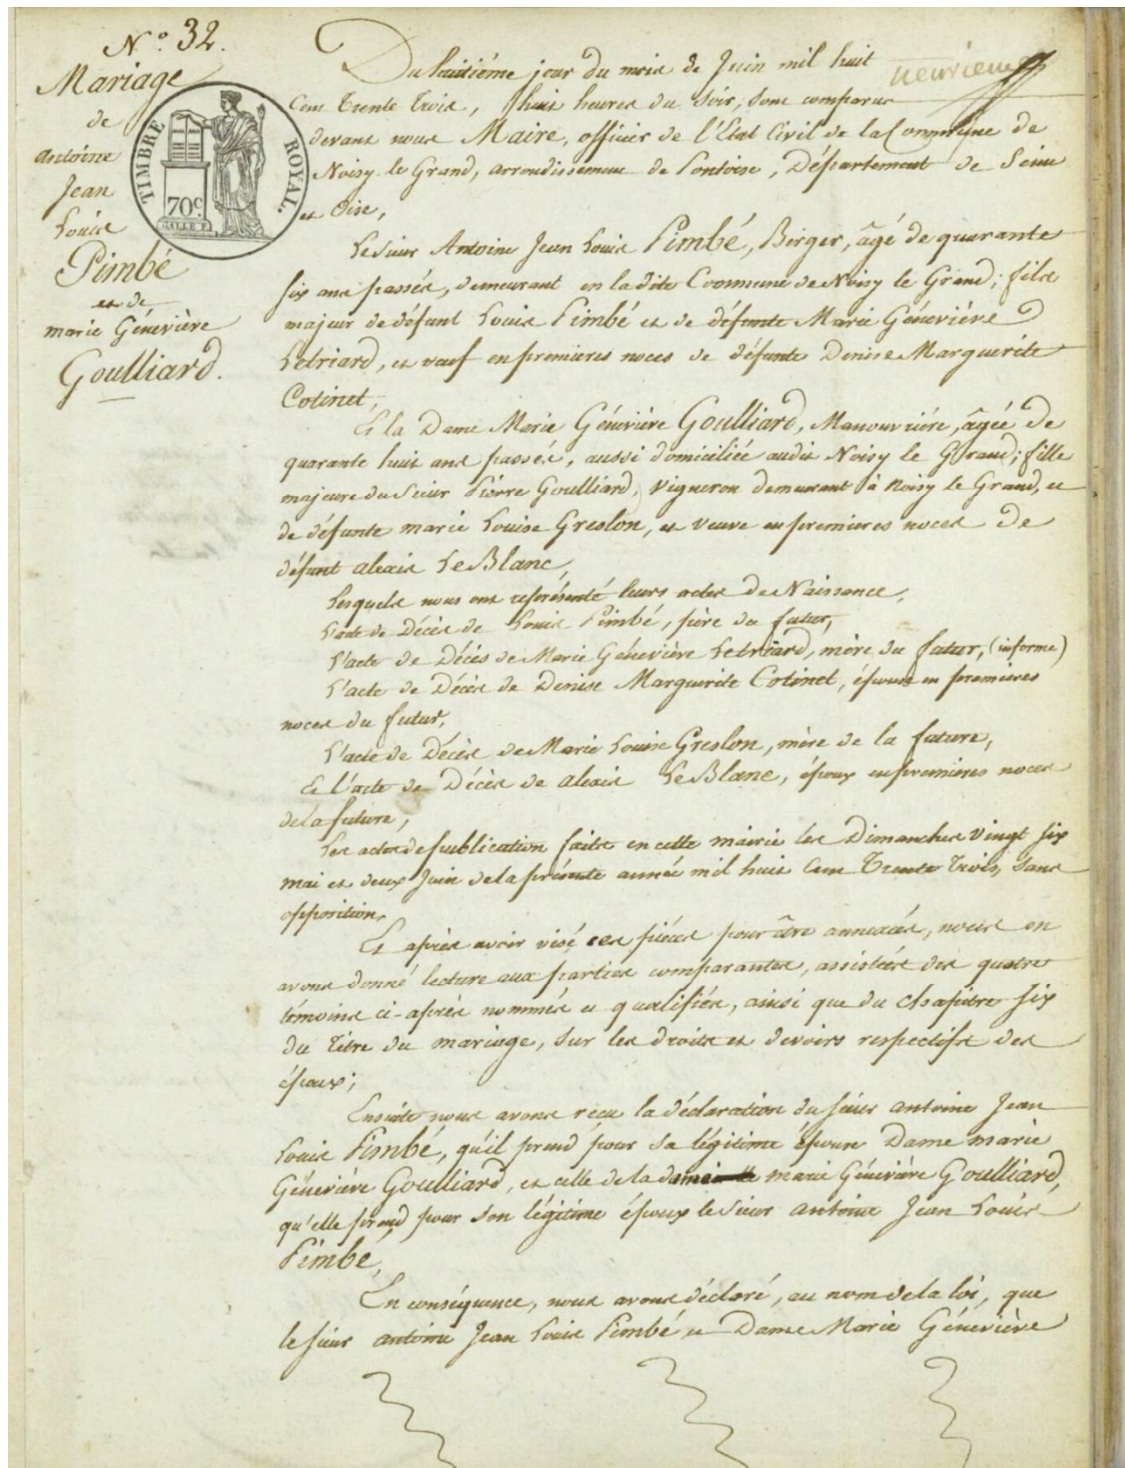 N.° 32.
Mariage
de
Antoine
Jean
Louis
Pimbé
et de
marie Génevière
Goulliard.
TIMBRE ROYAL.
70c
neuvième
Du huitième jour du mois de Juin mil huit
Cent Trente Trois, huit heures du soir, sont comparus
devant nous Maire, officier de l'Etat Civil de la Commune de
Noisy le Grand, arrondissement de Pontoise, Département de Seine
et Oise,
Le Sieur Antoine Jean Louis Pimbé, Berger, âgé de quarante
six ans passés, demeurant en la dite Commune de Noisy le Grand; fils
majeur de défunt Louis Pimbé et de défunte Marie Génevière
Letriard, et veuf en premieres noces de défunte Denise Marguerite
Cotinet,
Et la Dame Marie Génevière Goulliard, Manouvrière, âgée de
quarante huit ans passés, aussi domiciliée audit Noisy le Grand; fille
majeure du Sieur Pierre Goulliard, vigneron demeurant à Noisy le Grand, et
de défunte marie Louise Greslon, et veuve en premieres noces de
défunt alexis LeBlanc,
Lesquels nous ont représenté leurs actes de Naissance,
L'acte de Décès de Louis Pimbé, père du futur,
L'acte de Décès de Marie Génevière Letriard, mère du futur, (informe)
L'acte de Décès de Denise Marguerite Cotinet, épouse en premieres
noces du futur,
L'acte de Décès de Marie Louise Greslon, mère de la future,
Et l'acte de Décès de alexis LeBlanc, époux en premieres noces
de la future,
Les actes de publication faits en cette mairie les Dimanches vingt six
mai et deux Juin de la présente année mil huit Cent Trente Trois, sans
opposition.
Et après avoir visé ces pièces pour être annexées, nous en
avons donné lecture aux parties comparantes, assistées des quatre
témoins ci-après nommés et qualifiés, ainsi que du chapitre six
du titre du mariage, sur les droits et devoirs respectifs des
époux;
Ensuite nous avons reçu la déclaration du sieur antoine Jean
Louis Pimbé, qu'il prend pour sa légitime épouse Dame marie
Génevière Goulliard, et celle de la dame marie Génevière Goulliard,
qu'elle prend pour son légitime époux le Sieur antoine Jean Louis
Pimbé,
En conséquence, nous avons déclaré, au nom de la loi, que
le sieur antoine Jean Louis Pimbé et Dame Marie Génevière